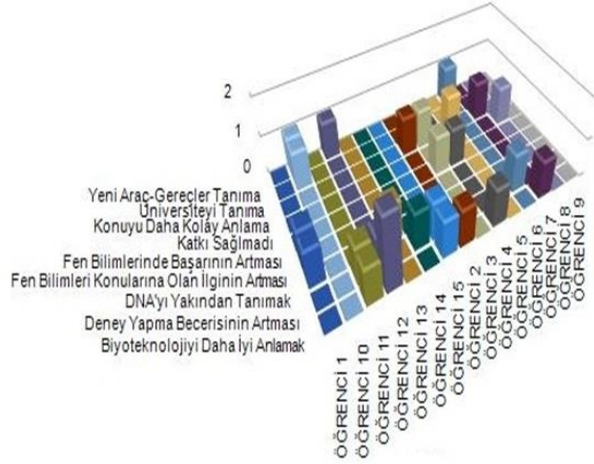 2
1
0
Yeni Araç-Gereçler Tanıma
Üniversiteyi Tanıma
Konuyu Daha Kolay Anlama
Katkı Sağlmadı
Fen Bilimlerinde Başarının Artması
Fen Bilimleri Konularına Olan İlginin Artması
DNA'yı Yakından Tanımak
Deney Yapma Becerisinin Artması
Biyoteknolojiyi Daha İyi Anlamak
ÖĞRENCİ 1
ÖĞRENCİ 10
ÖĞRENCİ 11
ÖĞRENCİ 12
ÖĞRENCİ 13
ÖĞRENCİ 14
ÖĞRENCİ 15
ÖĞRENCİ 2
ÖĞRENCİ 3
ÖĞRENCİ 4
ÖĞRENCİ 5
ÖĞRENCİ 6
ÖĞRENCİ 7
ÖĞRENCİ 8
ÖĞRENCİ 9